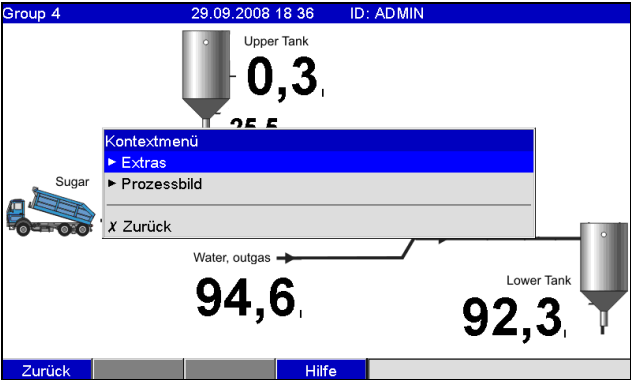 Group 4 29.09.2008 18 36 ID: ADMIN
Upper Tank
0,3 l
Kontextmenü
► Extras
► Prozessbild
✗ Zurück
Sugar
Water, outgas
94,6 l
Lower Tank
92,3 l
Zurück Hilfe